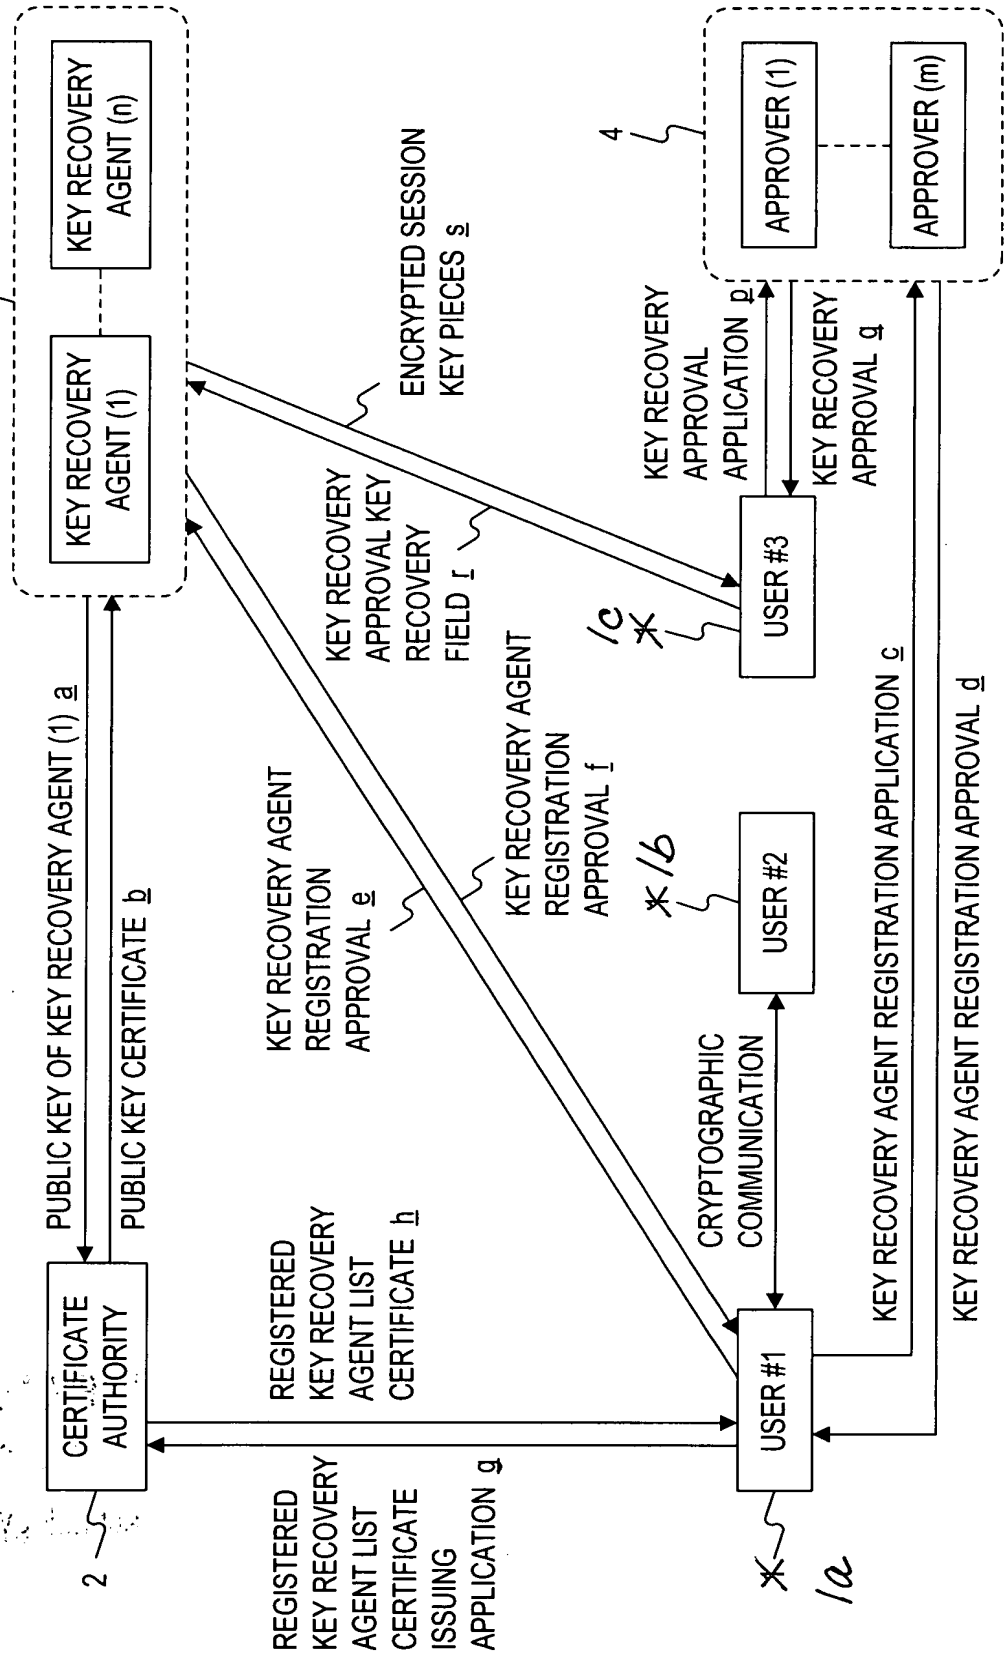 2
CERTIFICATE
AUTHORITY
PUBLIC KEY OF KEY RECOVERY AGENT (1) a
PUBLIC KEY CERTIFICATE b
KEY RECOVERY
AGENT (1)
KEY RECOVERY
AGENT (n)
REGISTERED
KEY RECOVERY
AGENT LIST
CERTIFICATE
ISSUING
APPLICATION g
REGISTERED
KEY RECOVERY
AGENT LIST
CERTIFICATE h
KEY RECOVERY AGENT
REGISTRATION
APPROVAL e
KEY RECOVERY AGENT
REGISTRATION
APPROVAL f
KEY RECOVERY
APPROVAL KEY
RECOVERY
FIELD r
ENCRYPTED SESSION
KEY PIECES s
1a
USER #1
CRYPTOGRAPHIC
COMMUNICATION
1b
USER #2
1c
USER #3
KEY RECOVERY
APPROVAL
APPLICATION p
KEY RECOVERY
APPROVAL q
4
APPROVER (1)
APPROVER (m)
KEY RECOVERY AGENT REGISTRATION APPLICATION c
KEY RECOVERY AGENT REGISTRATION APPROVAL d